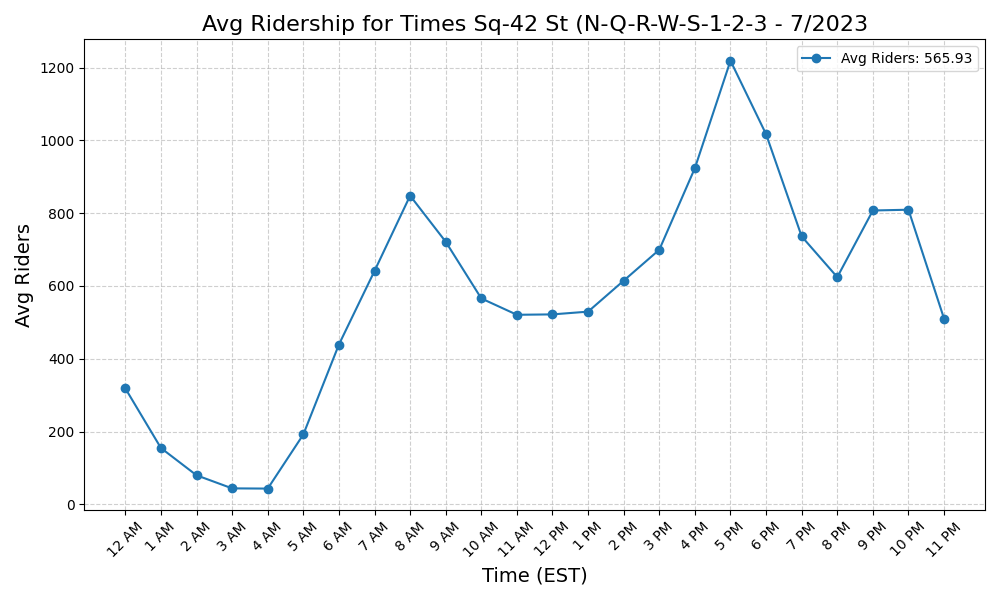 Avg Ridership for Times Sq-42 St (N-Q-R-W-S-1-2-3 - 7/2023
Avg Riders: 565.93
1200
1000
800
600
400
200
0
Avg Riders
12 AM
1 AM
2 AM
3 AM
4 AM
5 AM
6 AM
7 AM
8 AM
9 AM
10 AM
11 AM
12 PM
1 PM
2 PM
3 PM
4 PM
5 PM
6 PM
7 PM
8 PM
9 PM
10 PM
11 PM
Time (EST)